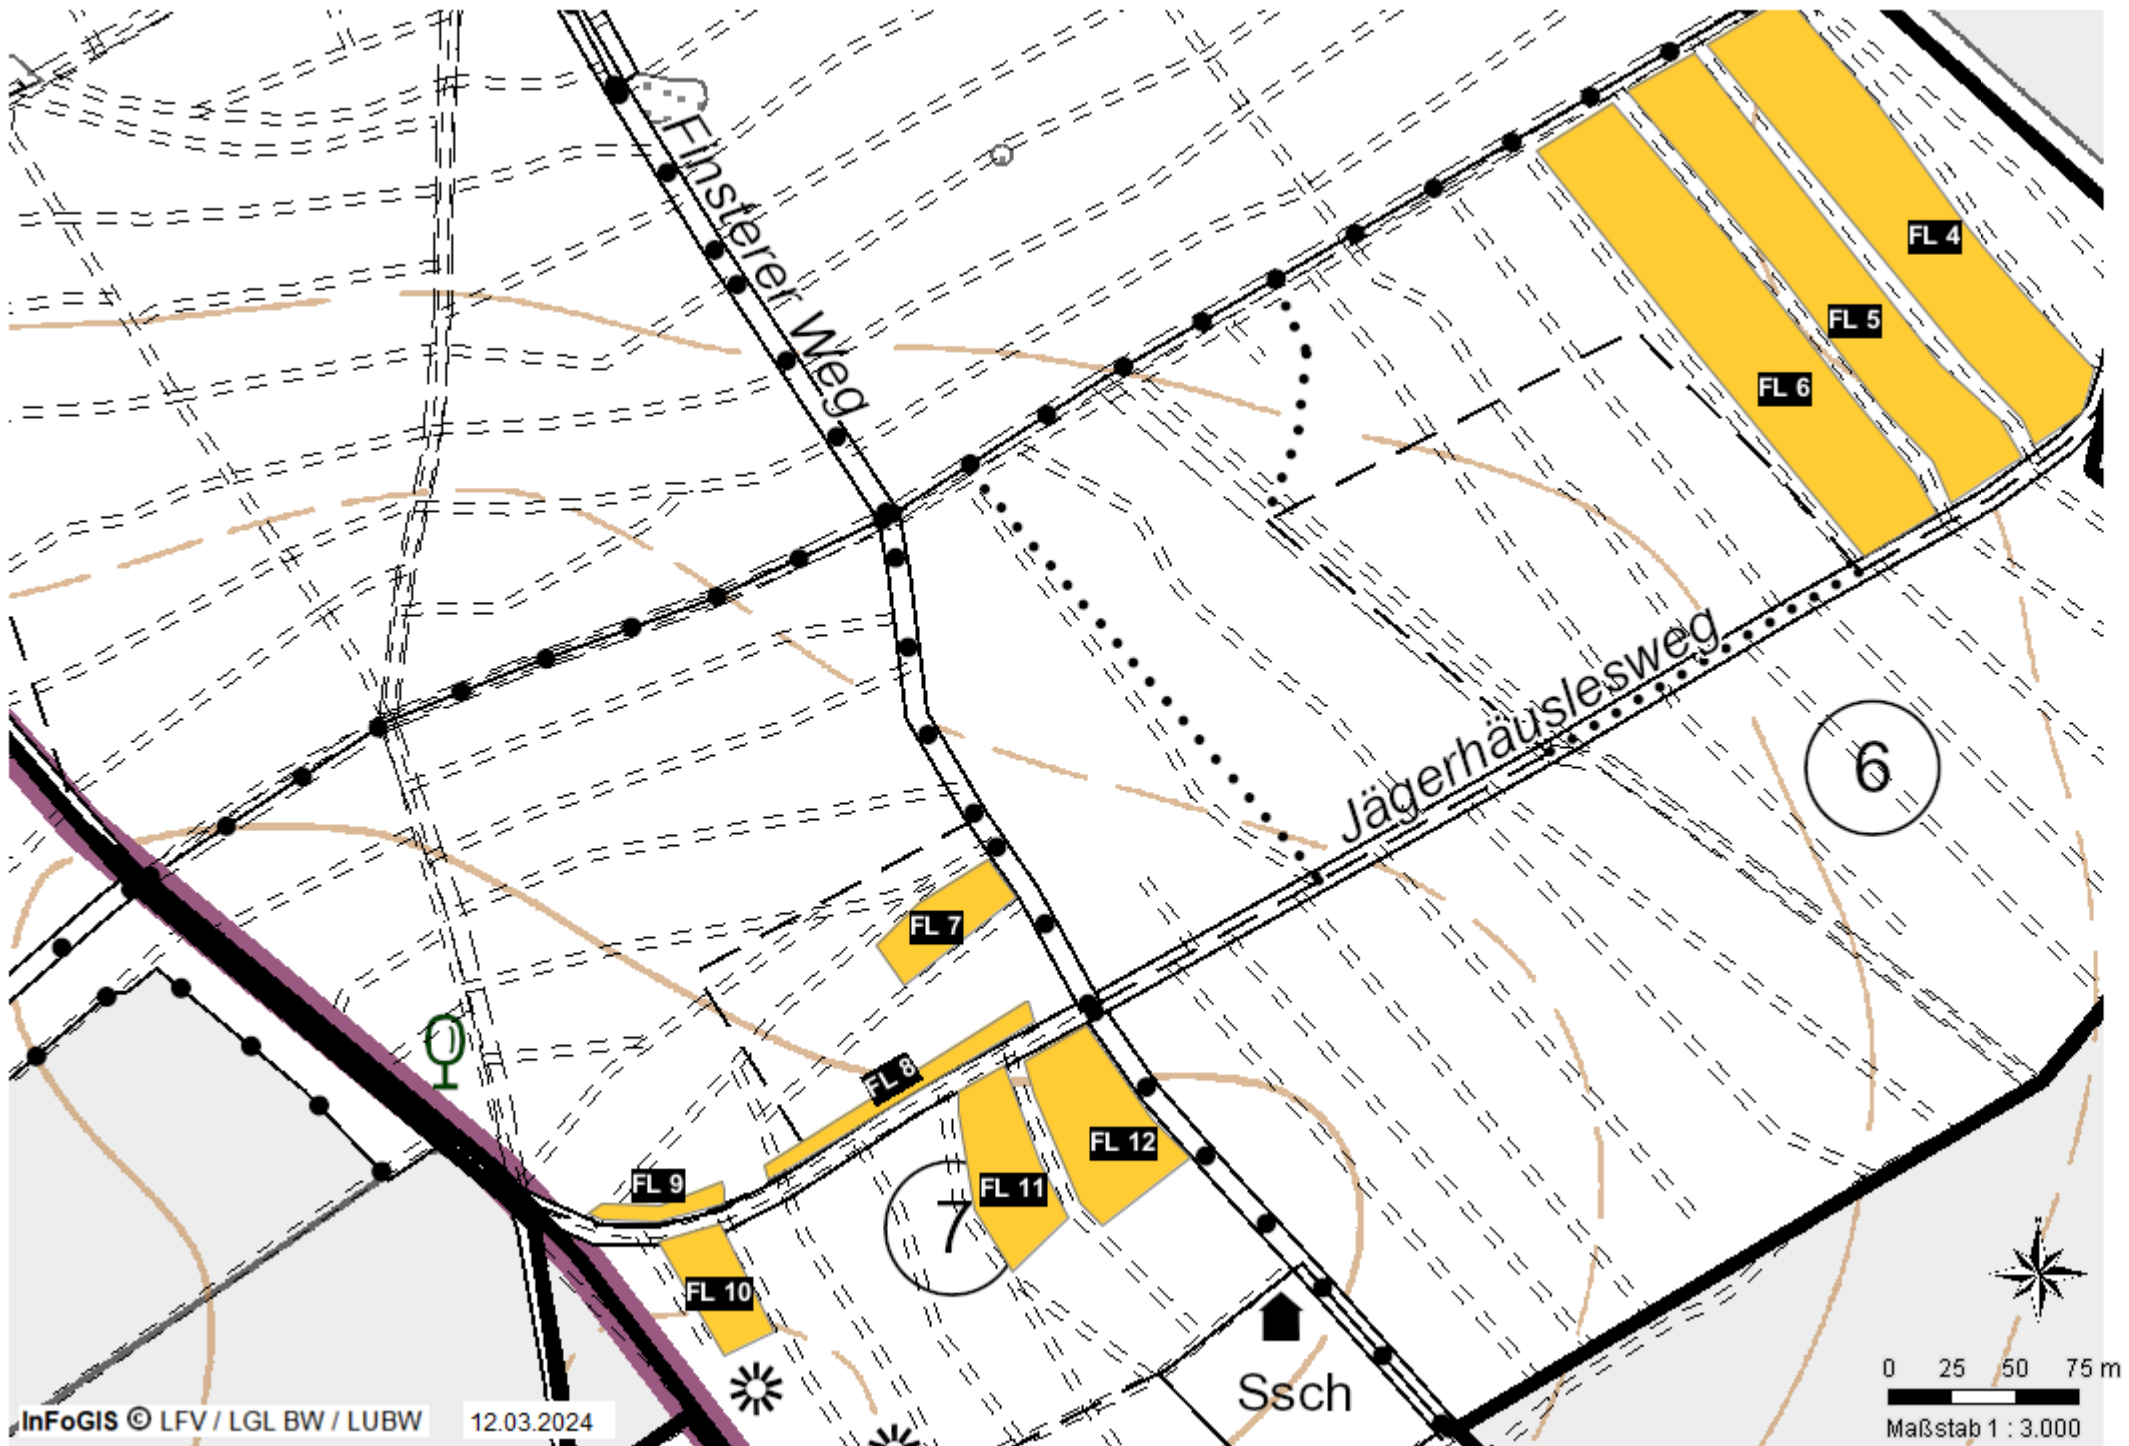 Finsterer Weg
FL 4
FL 5
FL 6
Jägerhäuslesweg
6
FL 7
FL 8
FL 12
FL 9
FL 11
7
FL 10
Ssch
0 25 50 75 m
Maßstab 1 : 3.000
InFoGIS © LFV / LGL BW / LUBW
12.03.2024